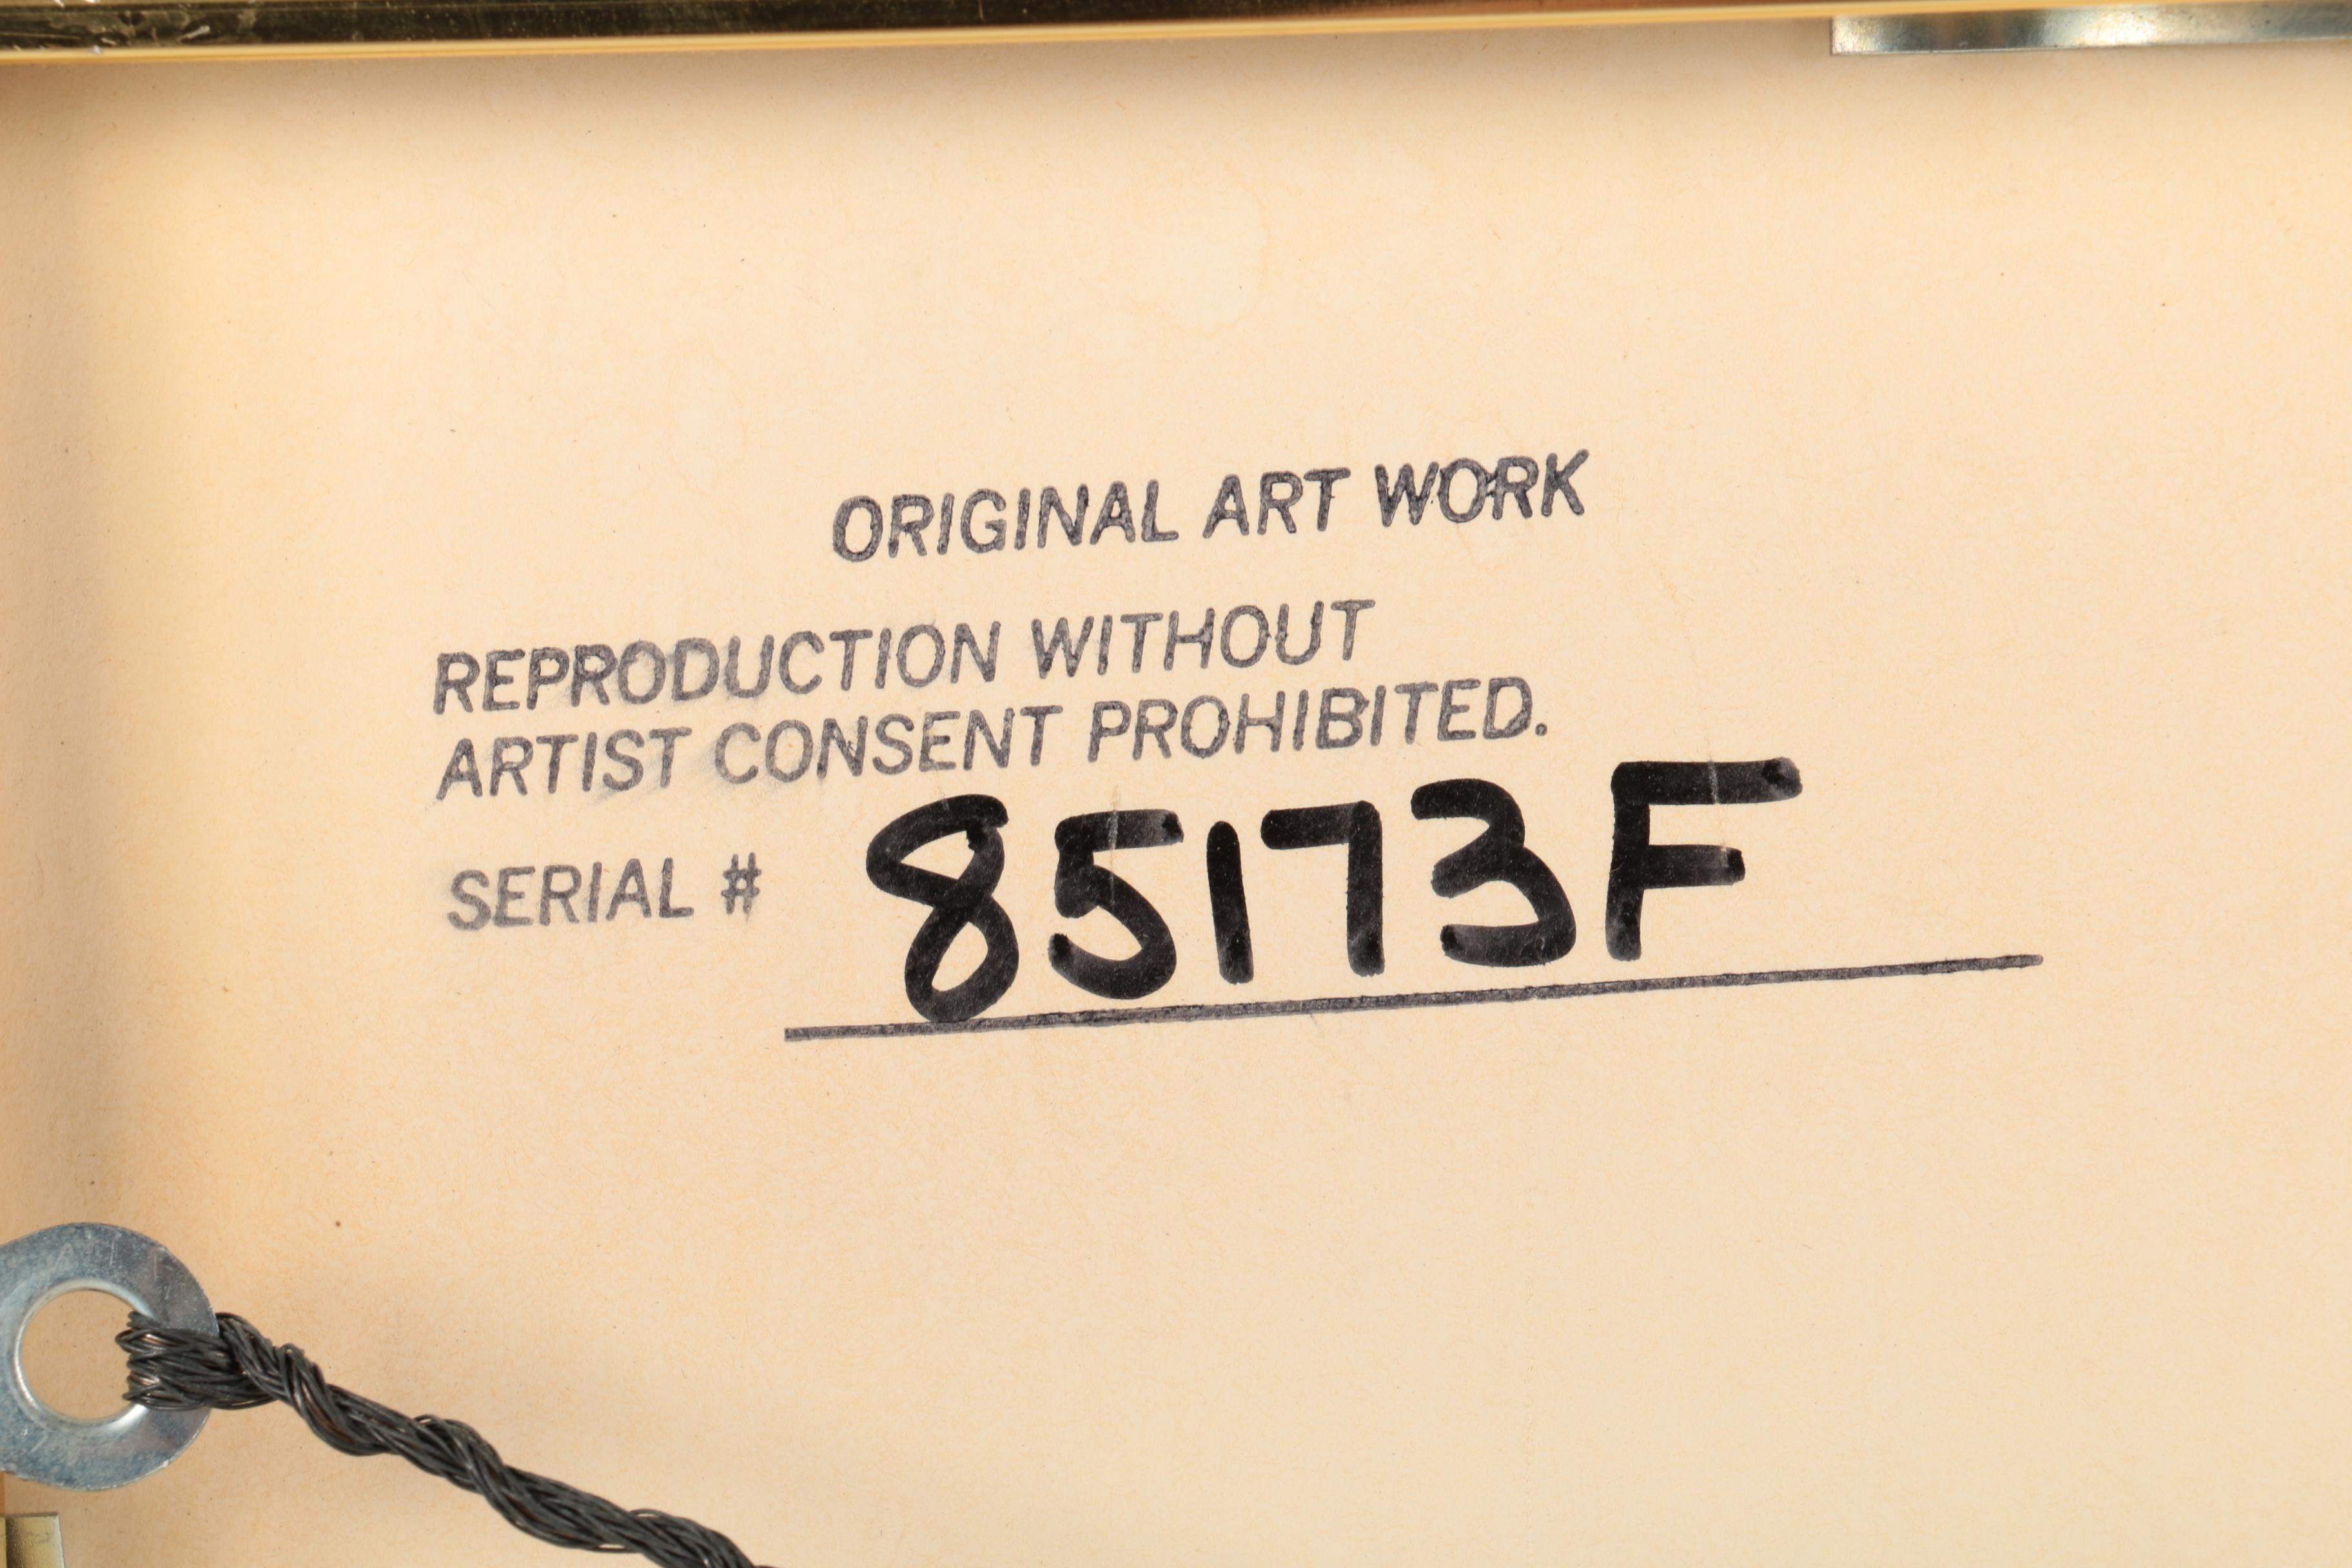 ORIGINAL ART WORK
REPRODUCTION WITHOUT
ARTIST CONSENT PROHIBITED.
SERIAL # 85173F